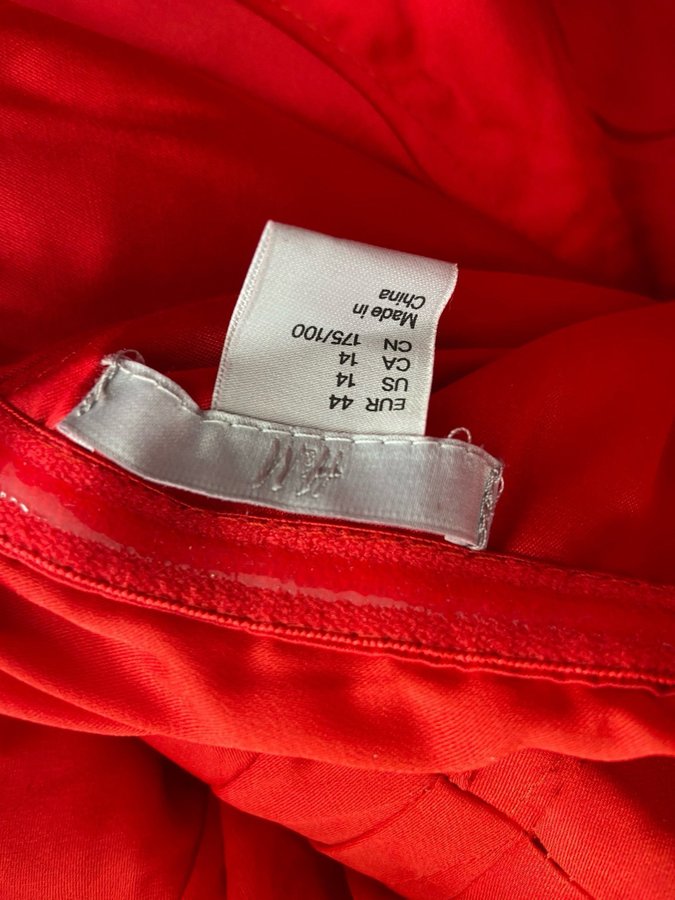 H&M
EUR 44
US 14
CA 14
CN 175/100
Made in
China